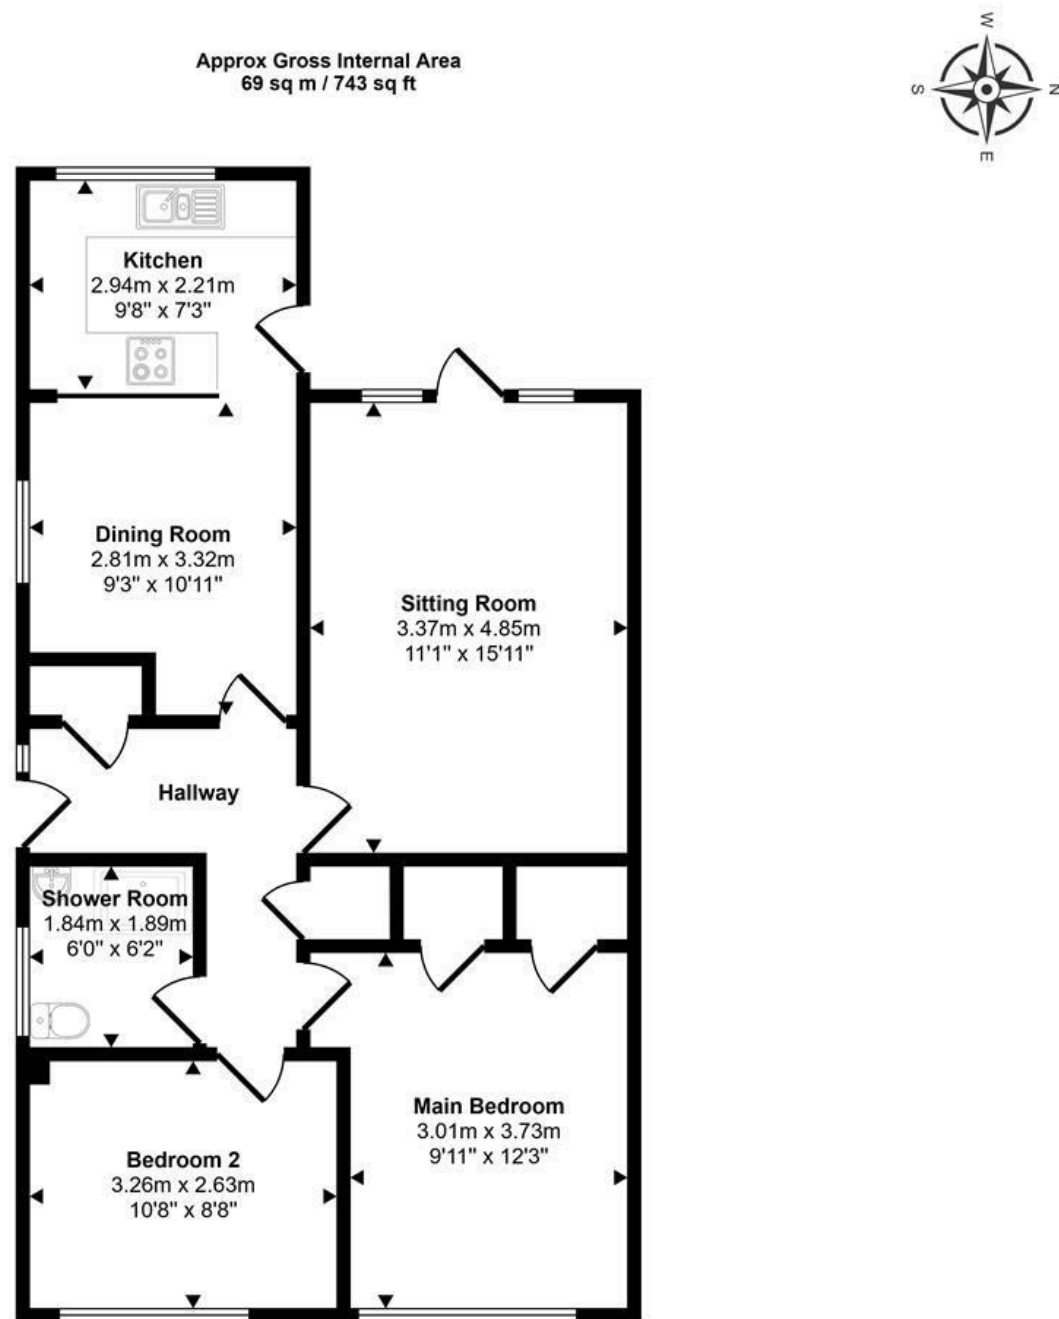 Approx Gross Internal Area
69 sq m / 743 sq ft
W
S
N
E
Kitchen
2.94m x 2.21m
9'8" x 7'3"
Dining Room
2.81m x 3.32m
9'3" x 10'11"
Sitting Room
3.37m x 4.85m
11'1" x 15'11"
Hallway
Shower Room
1.84m x 1.89m
6'0" x 6'2"
Main Bedroom
3.01m x 3.73m
9'11" x 12'3"
Bedroom 2
3.26m x 2.63m
10'8" x 8'8"